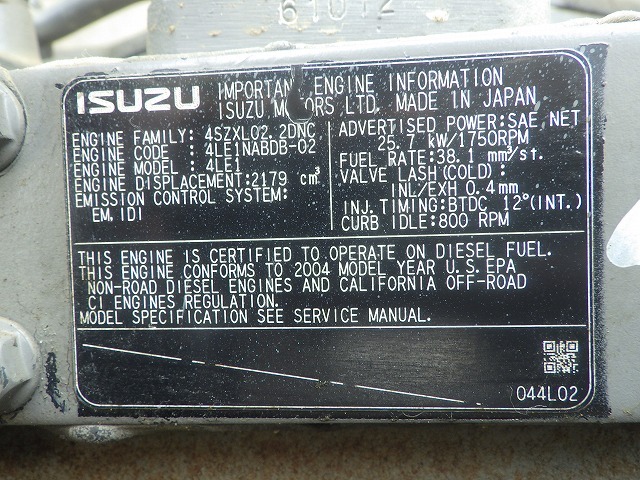 61012
ISUZU IMPORTANT ENGINE INFORMATION
ISUZU MOTORS LTD. MADE IN JAPAN
ENGINE FAMILY: 4SZXL02.2DNC
ENGINE CODE : 4LE1NABDB-02
ENGINE MODEL : 4LE1
ENGINE DISPLACEMENT: 2179 cm³
EMISSION CONTROL SYSTEM:
EM, IDI
ADVERTISED POWER: SAE NET
25.7 kW/1750RPM
FUEL RATE: 38.1 mm³/st.
VALVE LASH (COLD):
INL/EXH 0.4mm
INJ. TIMING: BTDC 12°(INT.)
CURB IDLE: 800 RPM
THIS ENGINE IS CERTIFIED TO OPERATE ON DIESEL FUEL.
THIS ENGINE CONFORMS TO 2004 MODEL YEAR U.S. EPA
NON-ROAD DIESEL ENGINES AND CALIFORNIA OFF-ROAD
CI ENGINES REGULATION.
MODEL SPECIFICATION SEE SERVICE MANUAL.
044L02